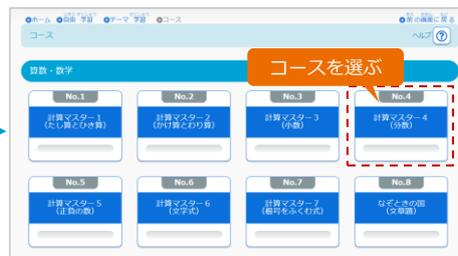 ホーム 自由 学習 テーマ 学習 コース
前の画面に戻る
コース
ヘルプ ?
算数・数学
コースを選ぶ
No.1
No.2
No.3
No.4
計算マスター1
(たし算とひき算)
計算マスター2
(かけ算とわり算)
計算マスター3
(小数)
計算マスター4
(分数)
No.5
No.6
No.7
No.8
計算マスター5
(正負の数)
計算マスター6
(文字式)
計算マスター7
(根号をふくむ式)
なぞときの国
(文章題)